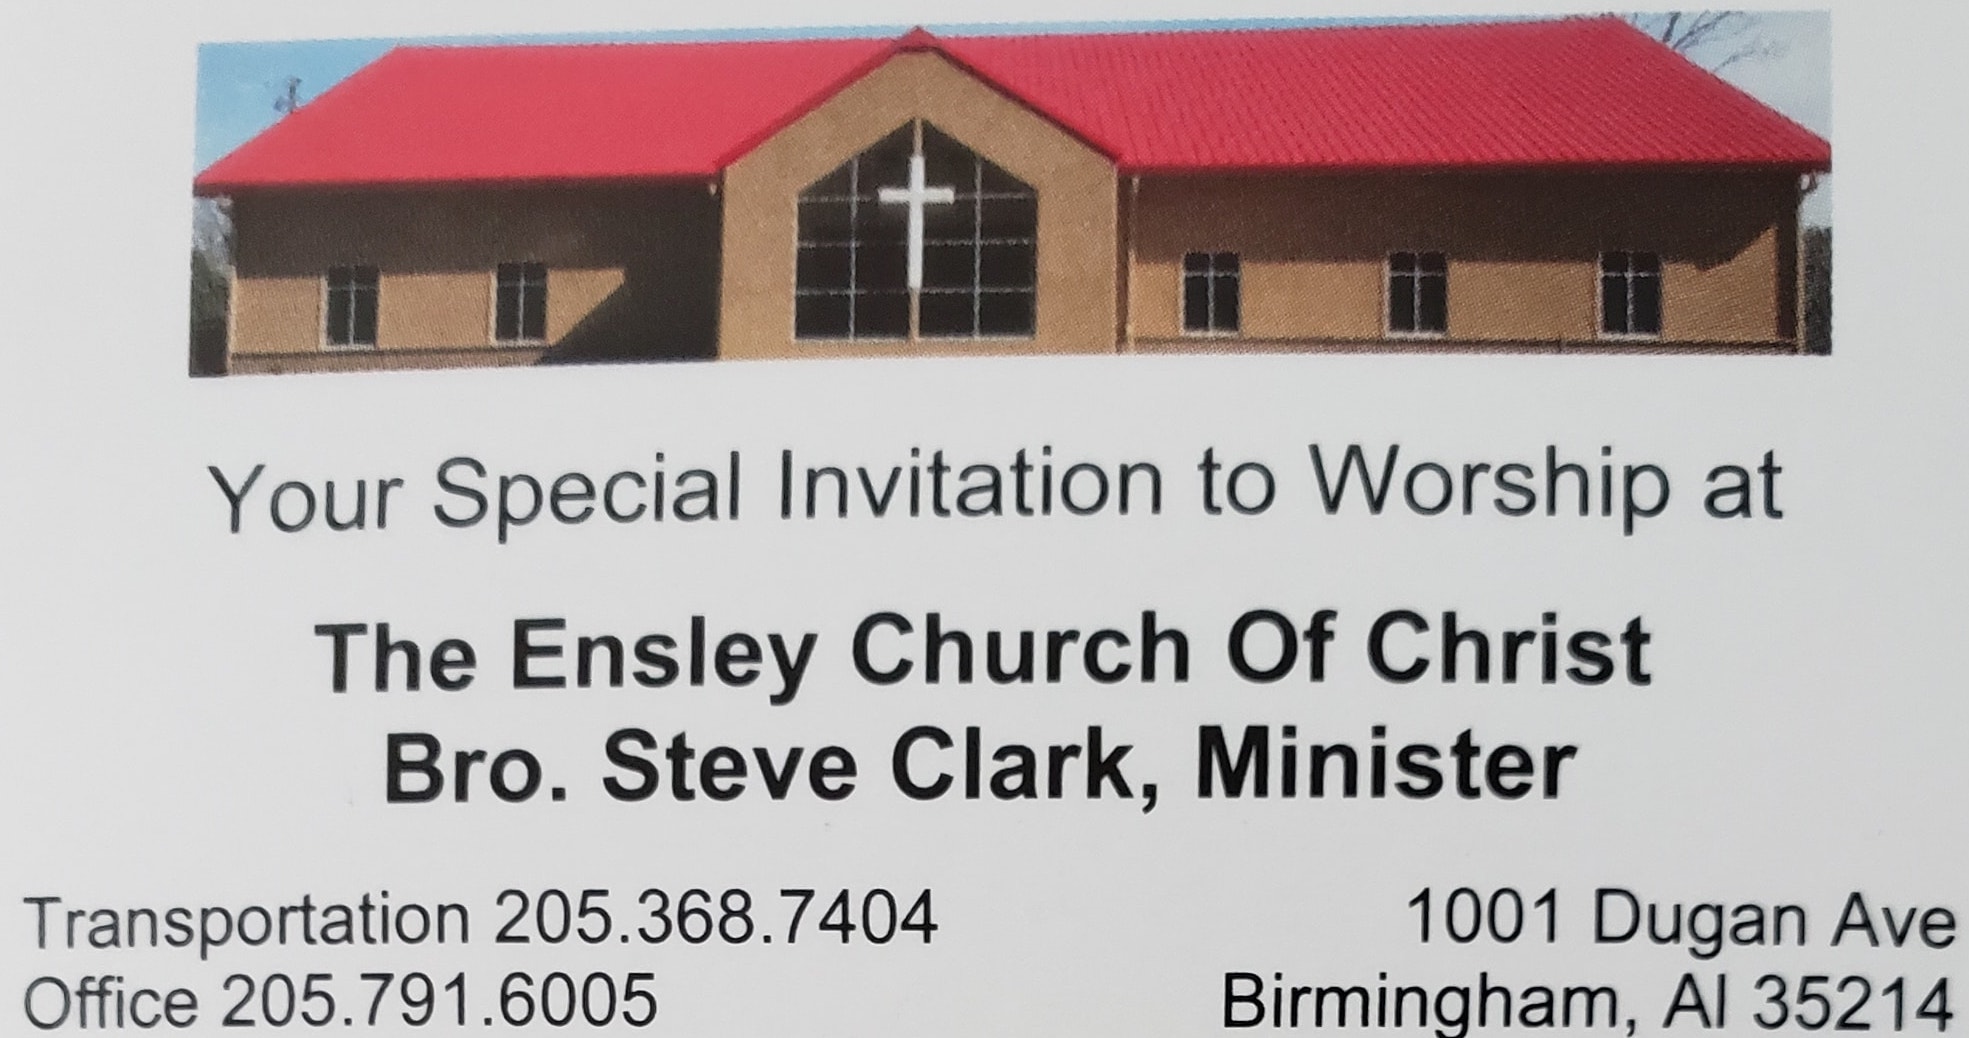 Your Special Invitation to Worship at
The Ensley Church Of Christ
Bro. Steve Clark, Minister
Transportation 205.368.7404
Office 205.791.6005
1001 Dugan Ave
Birmingham, Al 35214